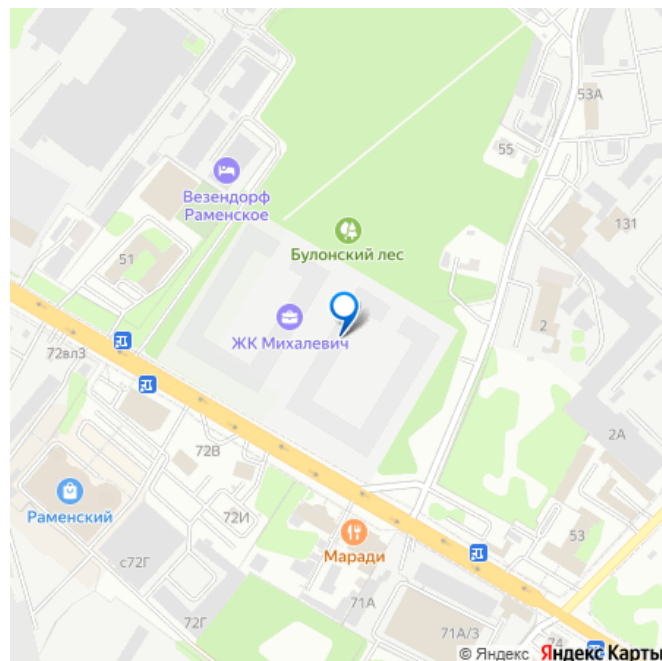 53А
55
Везендорф
Раменское
131
Булонский лес
51
ЖК Михалевич
2
72вл3
2А
72В
Раменский
72И
53
Маради
с72Г
71А
72Г
71А/3
74
© Яндекс Яндекс Карты